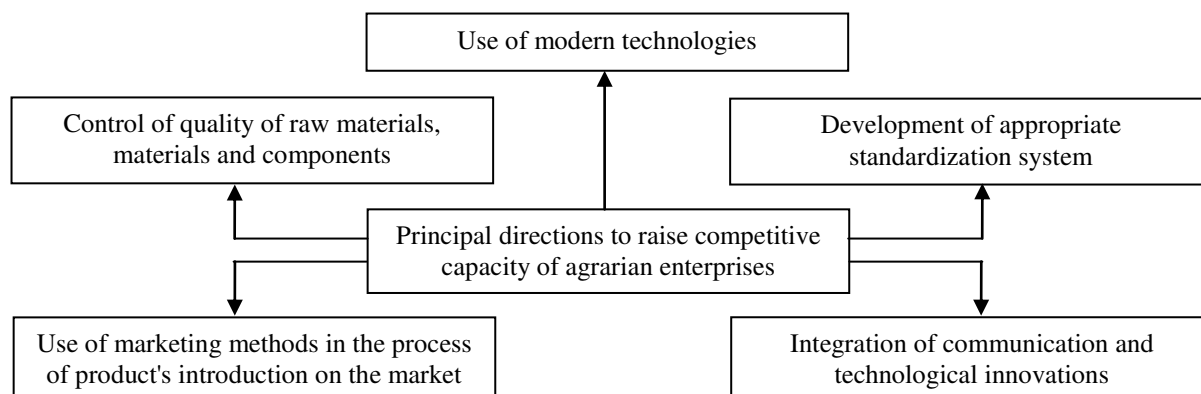 Use of modern technologies
Control of quality of raw materials,
materials and components
Development of appropriate
standardization system
Principal directions to raise competitive
capacity of agrarian enterprises
Use of marketing methods in the process
of product's introduction on the market
Integration of communication and
technological innovations